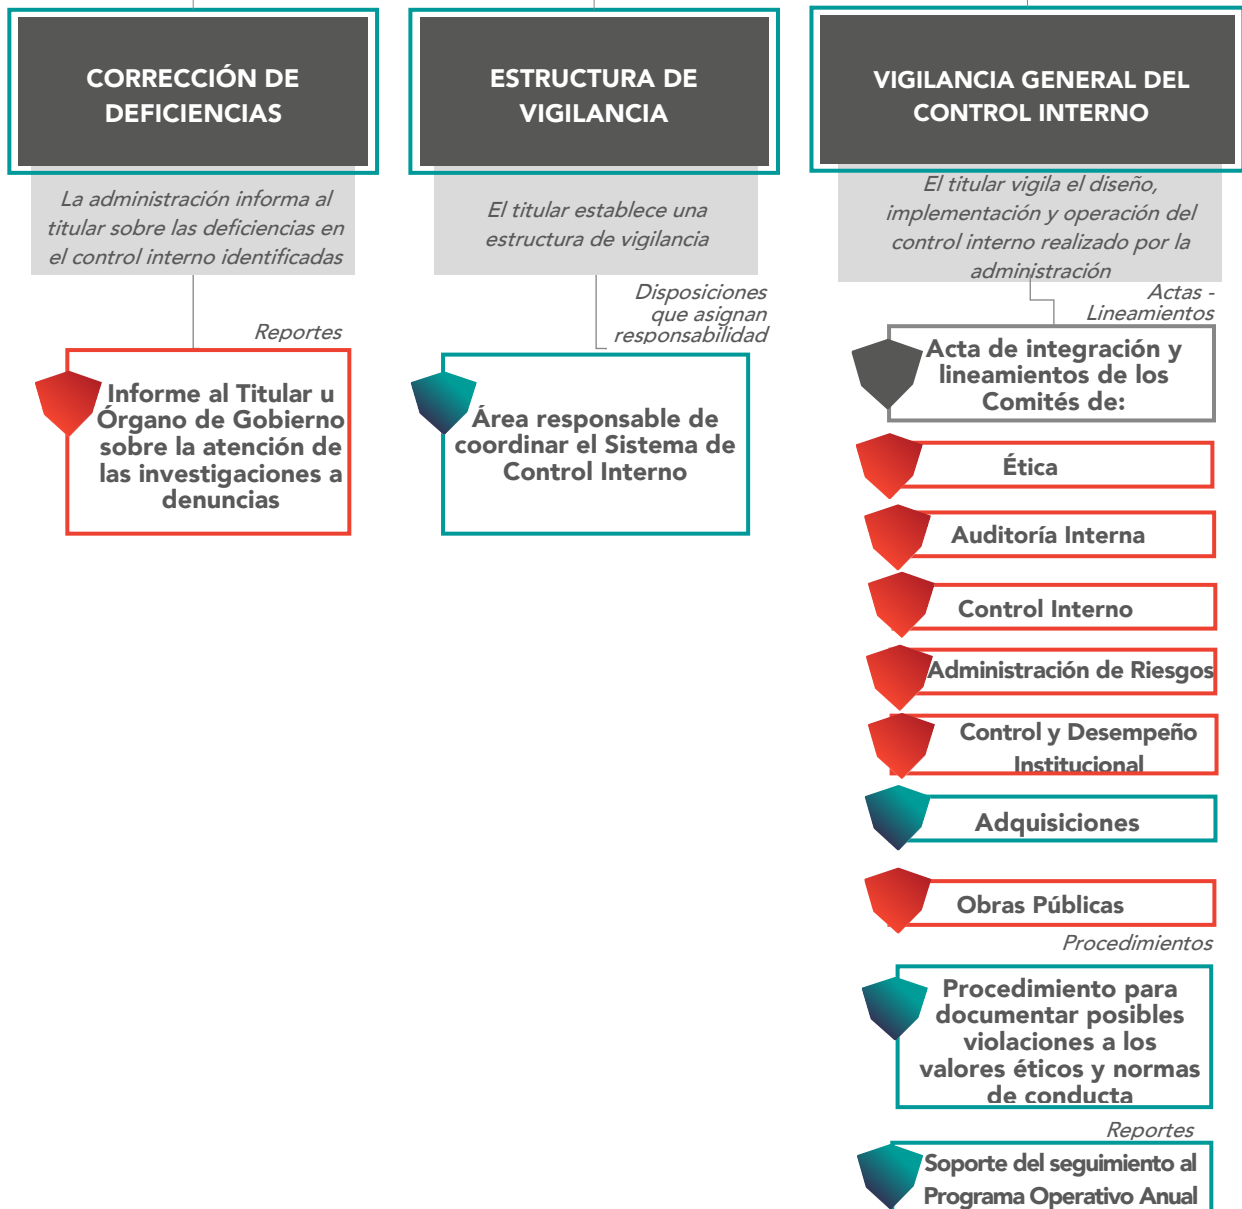 CORRECCIÓN DE
DEFICIENCIAS
La administración informa al
titular sobre las deficiencias en
el control interno identificadas
Reportes
Informe al Titular u
Órgano de Gobierno
sobre la atención de
las investigaciones a
denuncias
ESTRUCTURA DE
VIGILANCIA
El titular establece una
estructura de vigilancia
Disposiciones
que asignan
responsabilidad
Área responsable de
coordinar el Sistema de
Control Interno
VIGILANCIA GENERAL DEL
CONTROL INTERNO
El titular vigila el diseño,
implementación y operación del
control interno realizado por la
administración
Actas -
Lineamientos
Acta de integración y
lineamientos de los
Comités de:
Ética
Auditoría Interna
Control Interno
Administración de Riesgos
Control y Desempeño
Institucional
Adquisiciones
Obras Públicas
Procedimientos
Procedimiento para
documentar posibles
violaciones a los
valores éticos y normas
de conducta
Reportes
Soporte del seguimiento al
Programa Operativo Anual